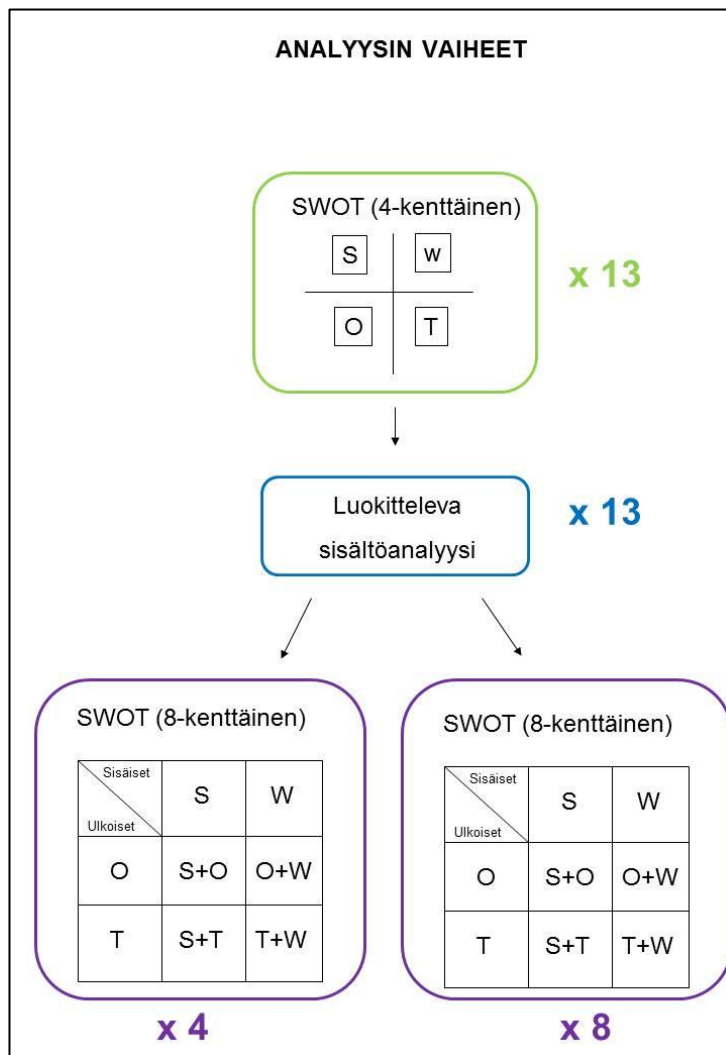 ANALYYSIN VAIHEET
SWOT (4-kenttäinen)
S w
O T
x 13
Luokitteleva
sisältöanalyysi
x 13
SWOT (8-kenttäinen)
Sisäiset
Ulkoiset
S W
O S+O O+W
T S+T T+W
x 4
SWOT (8-kenttäinen)
Sisäiset
Ulkoiset
S W
O S+O O+W
T S+T T+W
x 8